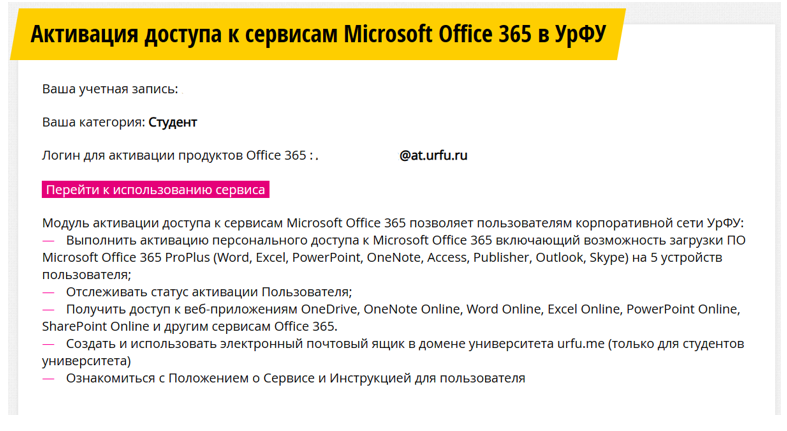 Активация доступа к сервисам Microsoft Office 365 в УрФУ
Ваша учетная запись:
Ваша категория: Студент
Логин для активации продуктов Office 365 : . @at.urfu.ru
Перейти к использованию сервиса
Модуль активации доступа к сервисам Microsoft Office 365 позволяет пользователям корпоративной сети УрФУ:
— Выполнить активацию персонального доступа к Microsoft Office 365 включающий возможность загрузки ПО
Microsoft Office 365 ProPlus (Word, Excel, PowerPoint, OneNote, Access, Publisher, Outlook, Skype) на 5 устройств
пользователя;
— Отслеживать статус активации Пользователя;
— Получить доступ к веб-приложениям OneDrive, OneNote Online, Word Online, Excel Online, PowerPoint Online,
SharePoint Online и другим сервисам Office 365.
— Создать и использовать электронный почтовый ящик в домене университета urfu.me (только для студентов
университета)
— Ознакомиться с Положением о Сервисе и Инструкцией для пользователя